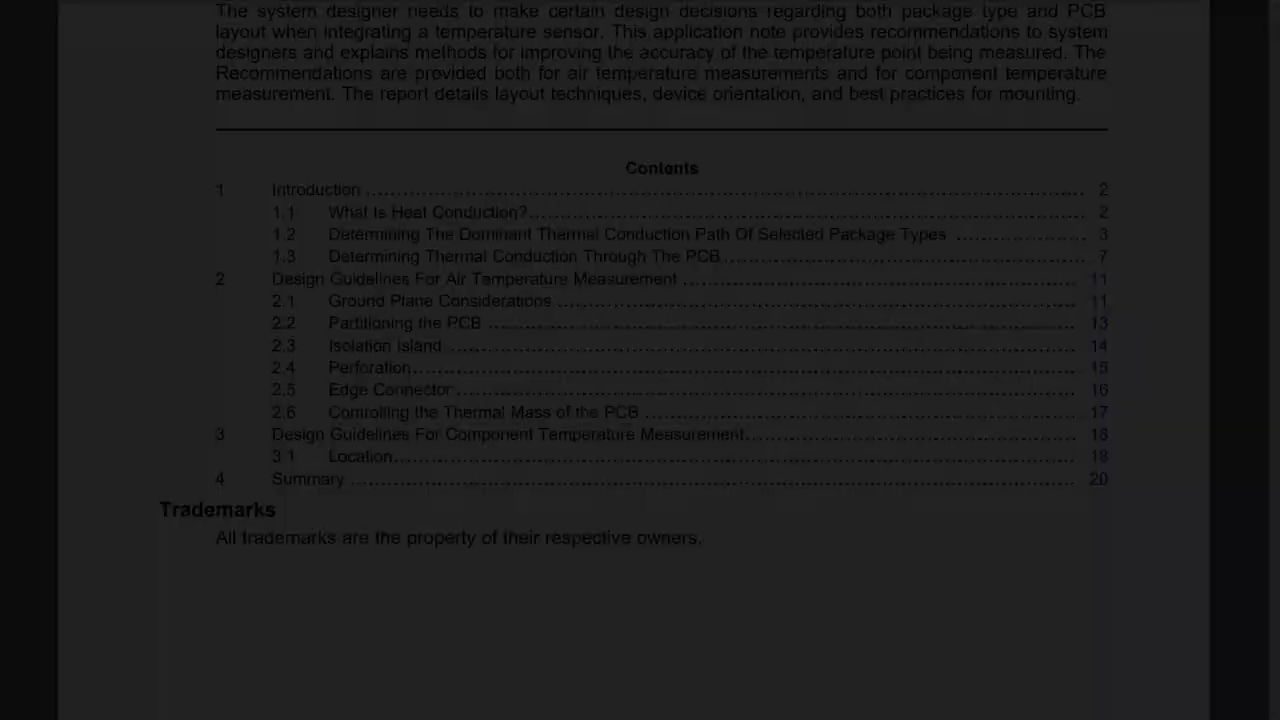 The system designer needs to make certain design decisions regarding both package type and PCB
layout when integrating a temperature sensor. This application note provides recommendations to system
designers and explains methods for improving the accuracy of the temperature point being measured. The
Recommendations are provided both for air temperature measurements and for component temperature
measurement. The report details layout techniques, device orientation, and best practices for mounting.
Contents
1 Introduction 2
1.1 What Is Heat Conduction? 2
1.2 Determining The Dominant Thermal Conduction Path Of Selected Package Types 3
1.3 Determining Thermal Conduction Through The PCB 7
2 Design Guidelines For Air Temperature Measurement 11
2.1 Ground Plane Considerations 11
2.2 Partitioning the PCB 13
2.3 Isolation Island 14
2.4 Perforation 15
2.5 Edge Connector 16
2.6 Controlling the Thermal Mass of the PCB 17
3 Design Guidelines For Component Temperature Measurement 18
3.1 Location 18
4 Summary 20
Trademarks
All trademarks are the property of their respective owners.